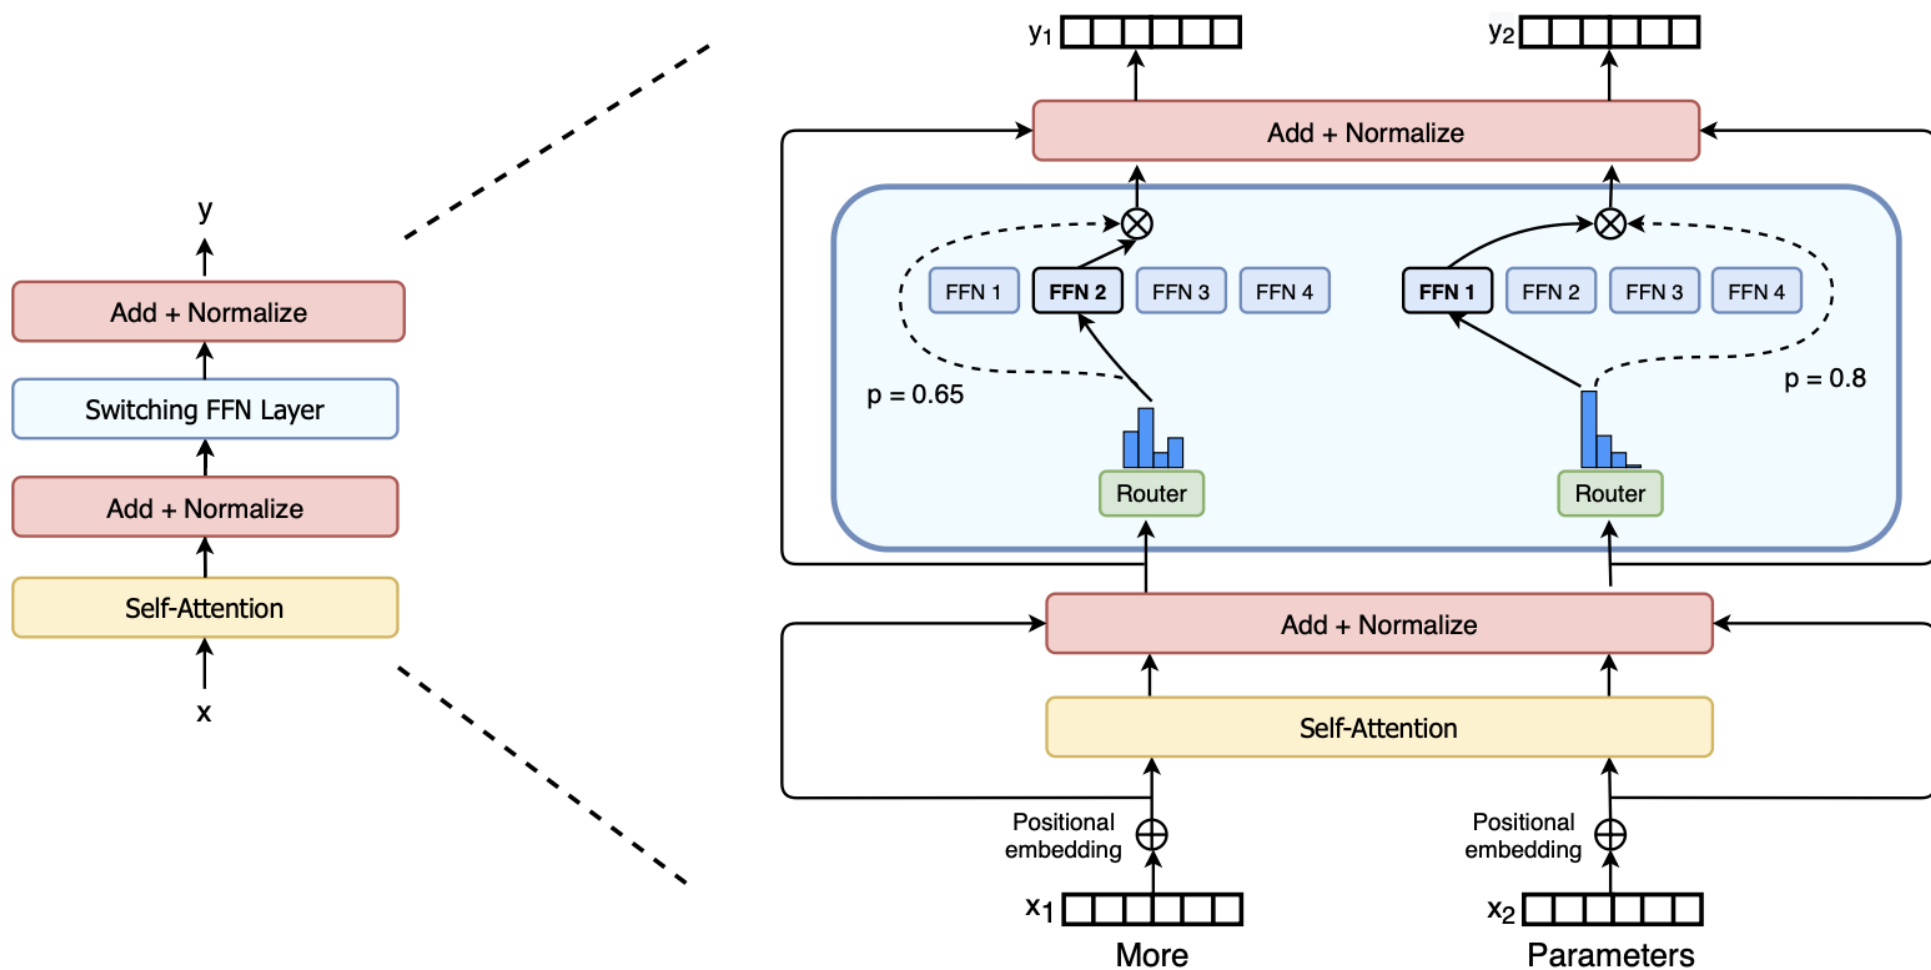 y
Add + Normalize
Switching FFN Layer
Add + Normalize
Self-Attention
x
y1
y2
Add + Normalize
FFN 1
FFN 2
FFN 3
FFN 4
FFN 1
FFN 2
FFN 3
FFN 4
p = 0.65
p = 0.8
Router
Router
Add + Normalize
Self-Attention
Positional
embedding
Positional
embedding
x1
x2
More
Parameters